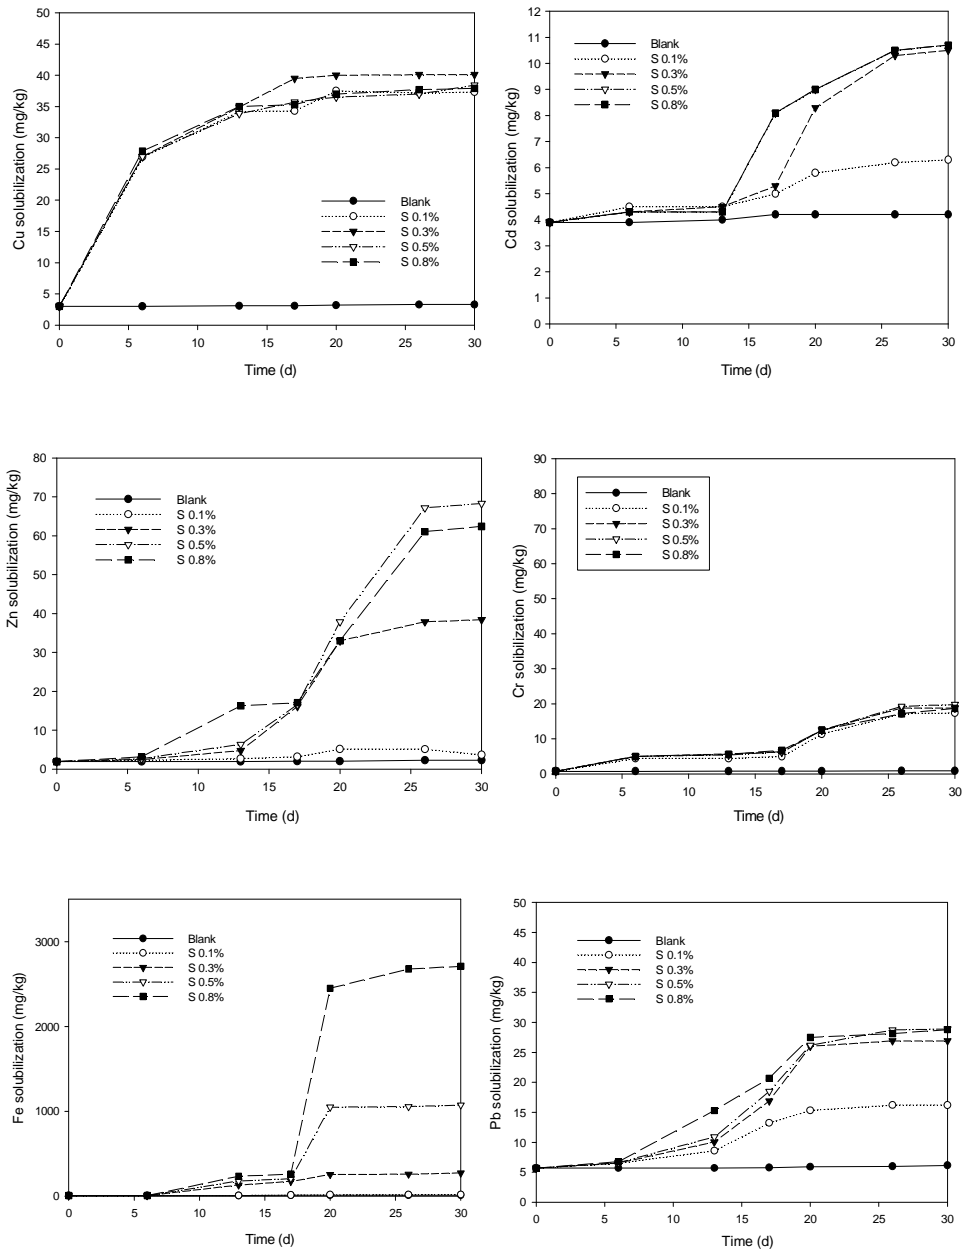 50
45
40
35
30
25
20
15
10
5
0
Cu solubilization (mg/kg)
Blank
S 0.1%
S 0.3%
S 0.5%
S 0.8%
0 5 10 15 20 25 30
Time (d)
12
11
10
9
8
7
6
5
4
3
2
1
0
Cd solubilization (mg/kg)
Blank
S 0.1%
S 0.3%
S 0.5%
S 0.8%
0 5 10 15 20 25 30
Time (d)
80
70
60
50
40
30
20
10
0
Zn solubilization (mg/kg)
Blank
S 0.1%
S 0.3%
S 0.5%
S 0.8%
0 5 10 15 20 25 30
Time (d)
90
80
70
60
50
40
30
20
10
0
Cr solibilization (mg/kg)
Blank
S 0.1%
S 0.3%
S 0.5%
S 0.8%
0 5 10 15 20 25 30
Time (d)
3000
2000
1000
0
Fe solubilization (mg/kg)
Blank
S 0.1%
S 0.3%
S 0.5%
S 0.8%
0 5 10 15 20 25 30
Time (d)
50
45
40
35
30
25
20
15
10
5
0
Pb solubilization (mg/kg)
Blank
S 0.1%
S 0.3%
S 0.5%
S 0.8%
0 5 10 15 20 25 30
Time (d)